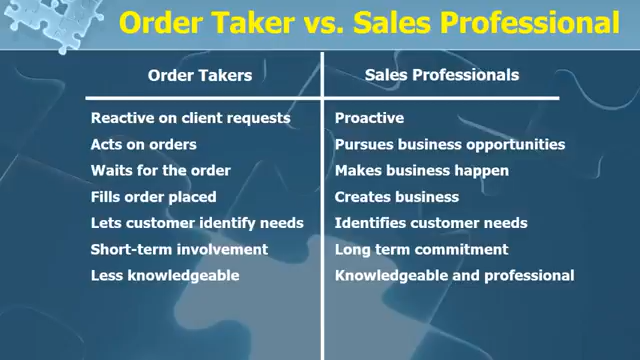 Order Taker vs. Sales Professional
Order Takers Sales Professionals
Reactive on client requests Proactive
Acts on orders Pursues business opportunities
Waits for the order Makes business happen
Fills order placed Creates business
Lets customer identify needs Identifies customer needs
Short-term involvement Long term commitment
Less knowledgeable Knowledgeable and professional